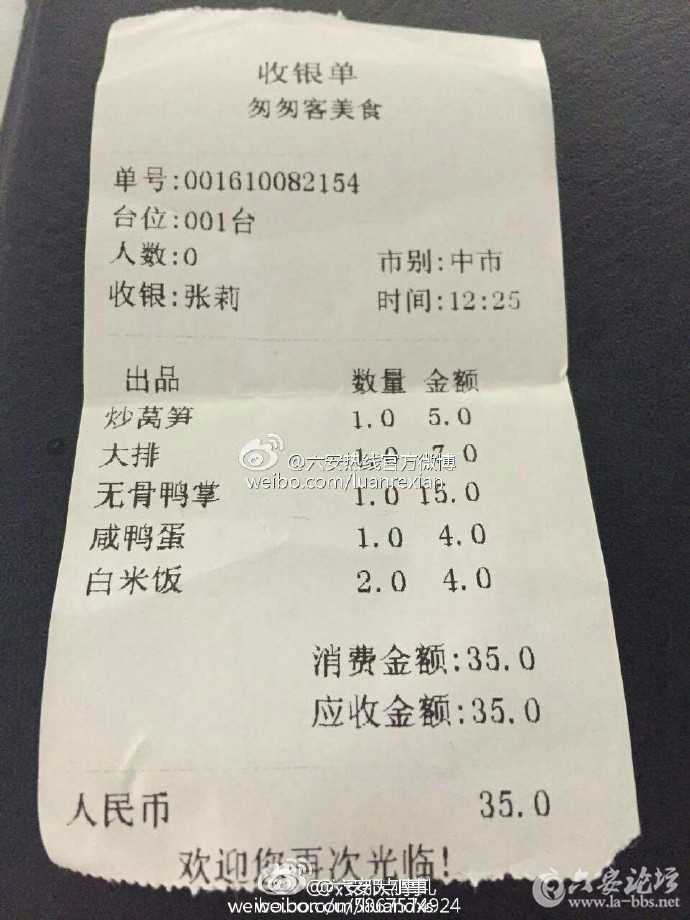 收银单
匆匆客美食
单号:001610082154
台位:001台
人数:0 市别:中市
收银:张莉 时间:12:25
出品 数量 金额
炒莴笋 1.0 5.0
大排 1.0 7.0
无骨鸭掌 1.0 15.0
咸鸭蛋 1.0 4.0
白米饭 2.0 4.0
@六安热线官方微博
weibo.com/luanrexian
消费金额:35.0
应收金额:35.0
人民币 35.0
欢迎您再次光临!
六安论坛
www.la-bbs.net